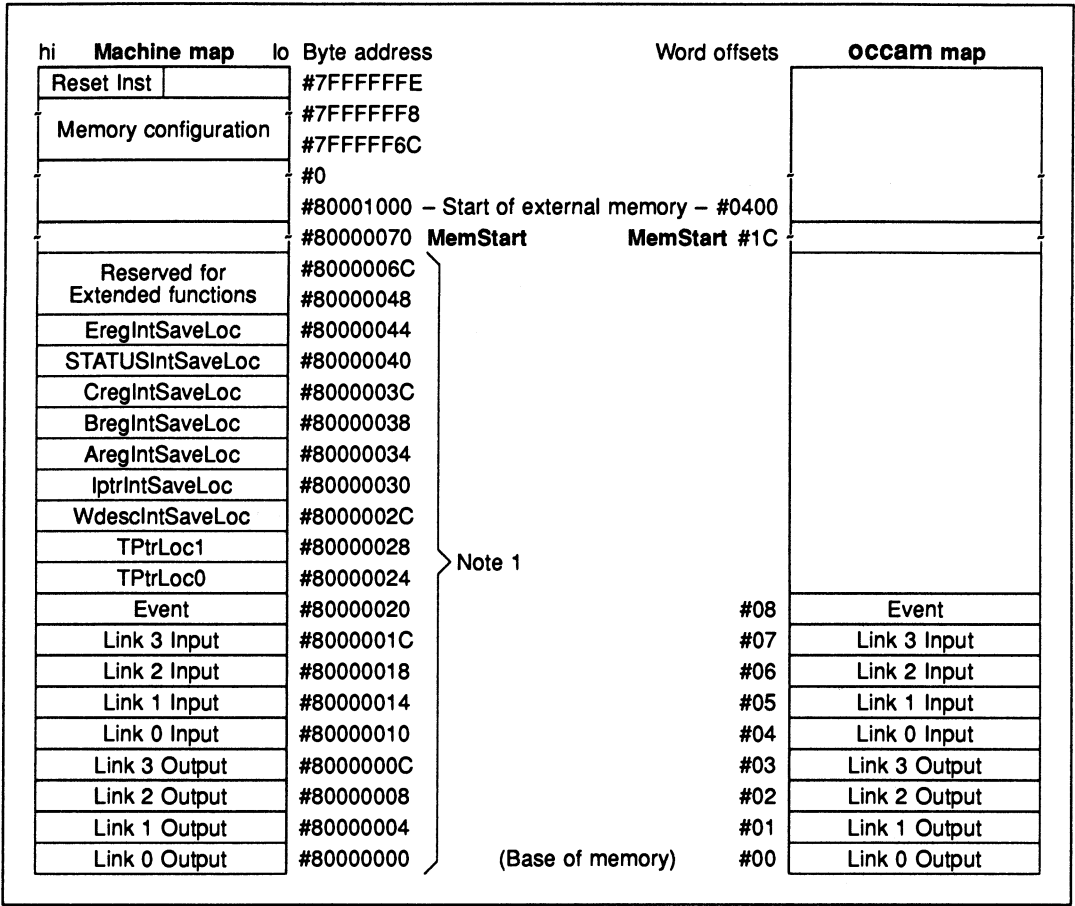 hi Machine map lo Byte address Word offsets occam map
Reset Inst #7FFFFFFE
#7FFFFFF8
Memory configuration
#7FFFFF6C
#0
#80001000 – Start of external memory – #0400
#80000070 MemStart MemStart #1C
Reserved for #8000006C
Extended functions #80000048
EregIntSaveLoc #80000044
STATUSIntSaveLoc #80000040
CregIntSaveLoc #8000003C
BregIntSaveLoc #80000038
AregIntSaveLoc #80000034
IptrIntSaveLoc #80000030
WdescIntSaveLoc #8000002C
TPtrLoc1 #80000028
Note 1
TPtrLoc0 #80000024
Event #80000020 #08 Event
Link 3 Input #8000001C #07 Link 3 Input
Link 2 Input #80000018 #06 Link 2 Input
Link 1 Input #80000014 #05 Link 1 Input
Link 0 Input #80000010 #04 Link 0 Input
Link 3 Output #8000000C #03 Link 3 Output
Link 2 Output #80000008 #02 Link 2 Output
Link 1 Output #80000004 #01 Link 1 Output
Link 0 Output #80000000 (Base of memory) #00 Link 0 Output